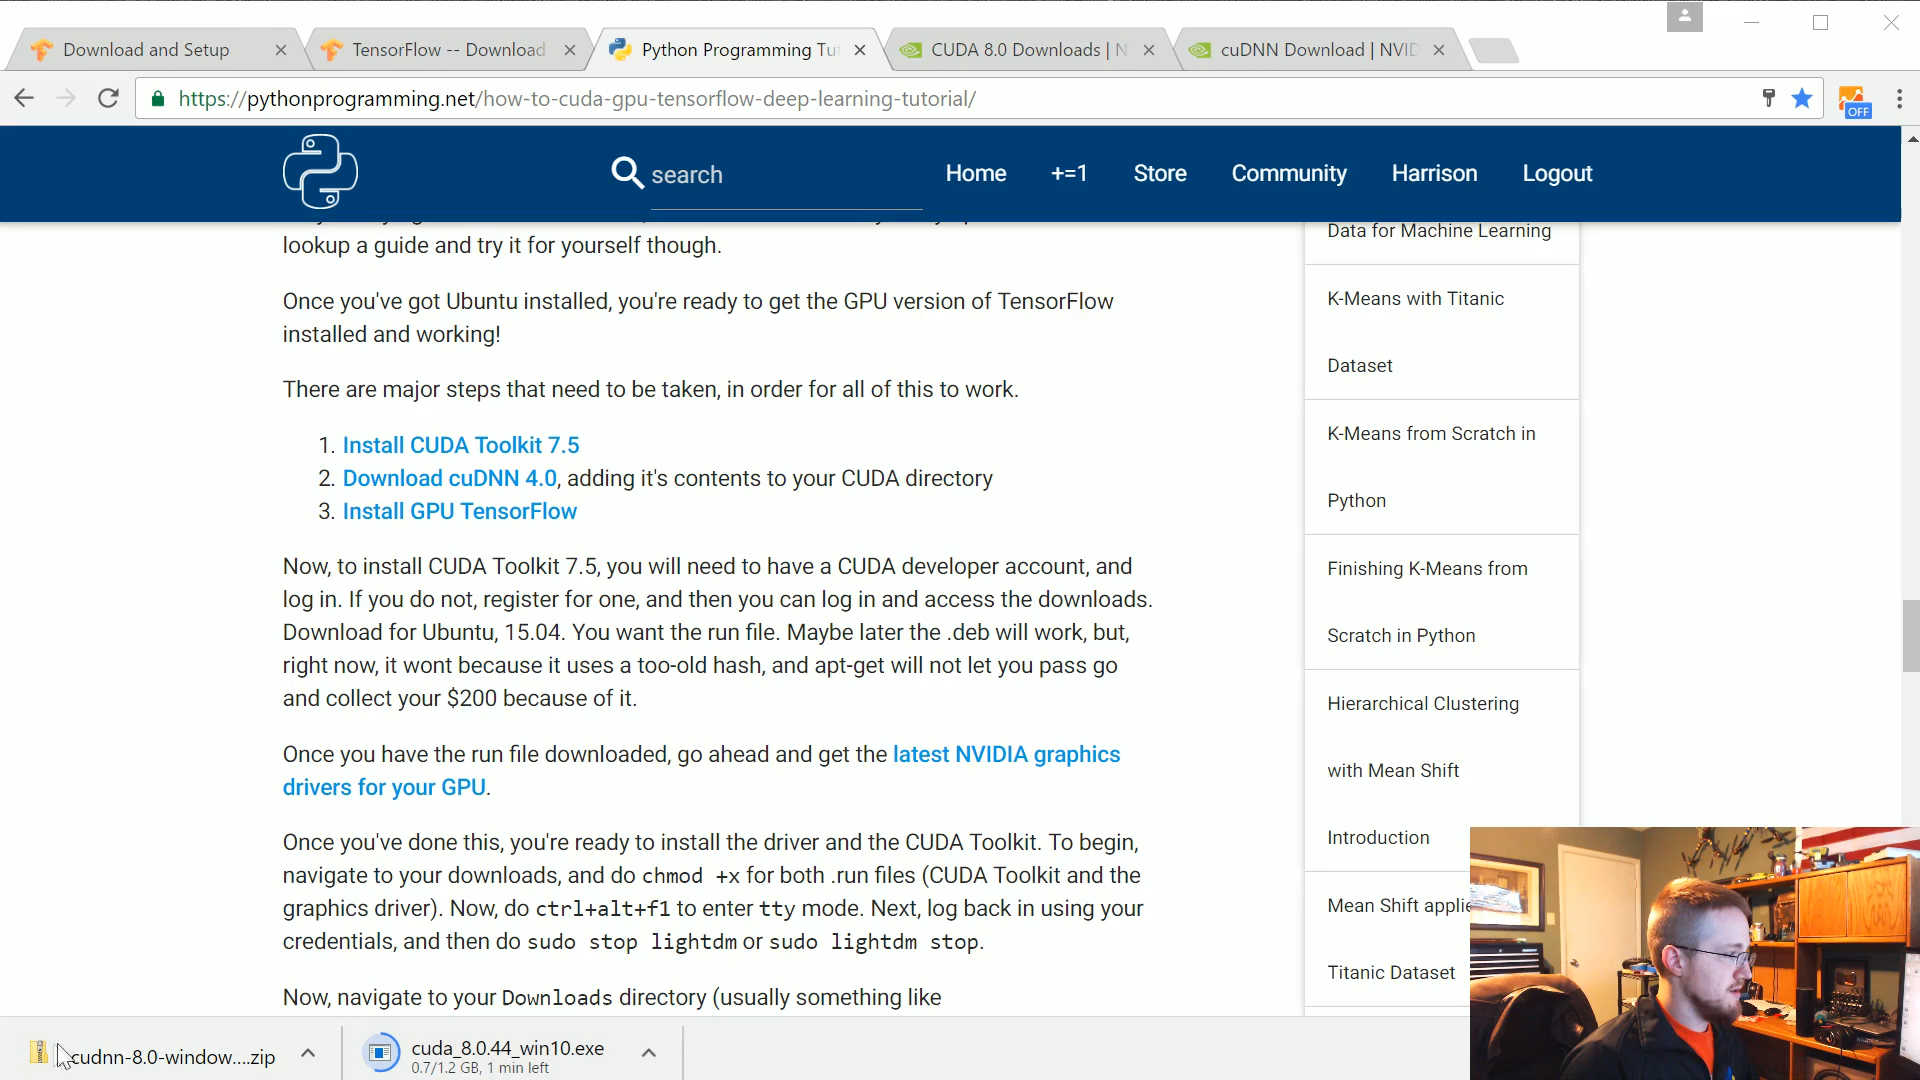 Download and Setup
TensorFlow -- Download
Python Programming Tut
CUDA 8.0 Downloads | N
cuDNN Download | NVID
https://pythonprogramming.net/how-to-cuda-gpu-tensorflow-deep-learning-tutorial/
OFF
search
Home
+=1
Store
Community
Harrison
Logout
lookup a guide and try it for yourself though.
Once you've got Ubuntu installed, you're ready to get the GPU version of TensorFlow
installed and working!
There are major steps that need to be taken, in order for all of this to work.
1. Install CUDA Toolkit 7.5
2. Download cuDNN 4.0, adding it's contents to your CUDA directory
3. Install GPU TensorFlow
Now, to install CUDA Toolkit 7.5, you will need to have a CUDA developer account, and
log in. If you do not, register for one, and then you can log in and access the downloads.
Download for Ubuntu, 15.04. You want the run file. Maybe later the .deb will work, but,
right now, it wont because it uses a too-old hash, and apt-get will not let you pass go
and collect your $200 because of it.
Once you have the run file downloaded, go ahead and get the latest NVIDIA graphics
drivers for your GPU.
Once you've done this, you're ready to install the driver and the CUDA Toolkit. To begin,
navigate to your downloads, and do chmod +x for both .run files (CUDA Toolkit and the
graphics driver). Now, do ctrl+alt+f1 to enter tty mode. Next, log back in using your
credentials, and then do sudo stop lightdm or sudo lightdm stop.
Now, navigate to your Downloads directory (usually something like
Data for Machine Learning
K-Means with Titanic
Dataset
K-Means from Scratch in
Python
Finishing K-Means from
Scratch in Python
Hierarchical Clustering
with Mean Shift
Introduction
Mean Shift applie
Titanic Dataset
cudnn-8.0-window....zip
cuda_8.0.44_win10.exe
0.7/1.2 GB, 1 min left